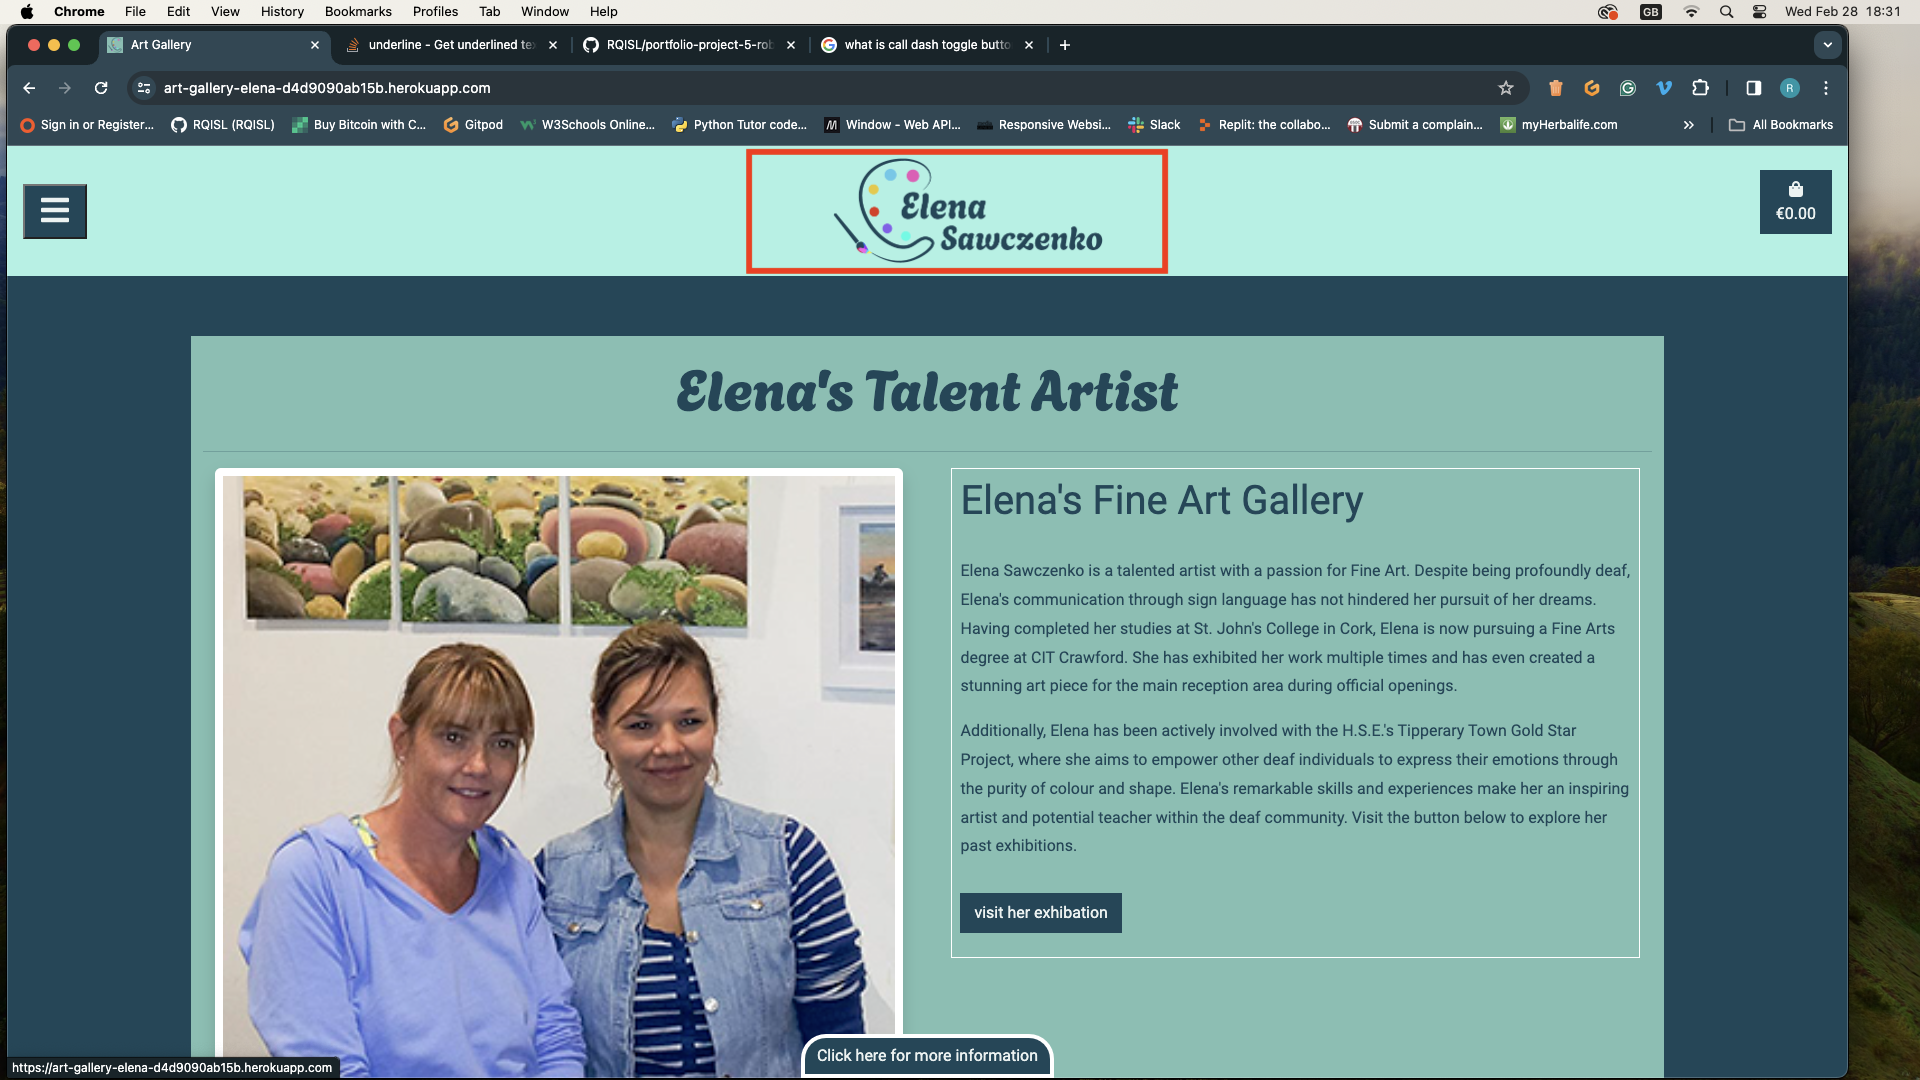 Chrome File Edit View History Bookmarks Profiles Tab Window Help GB Wed Feb 28 18:31
Art Gallery underline - Get underlined te RQISL/portfolio-project-5-rob what is call dash toggle butto
art-gallery-elena-d4d9090ab15b.herokuapp.com R
Sign in or Register... RQISL (RQISL) Buy Bitcoin with C... Gitpod W3Schools Online... Python Tutor code... Window - Web API... Responsive Websi... Slack Replit: the collabo... Submit a complain... myHerbalife.com » All Bookmarks
Elena
Sawczenko
€0.00
Elena's Talent Artist
Elena's Fine Art Gallery
Elena Sawczenko is a talented artist with a passion for Fine Art. Despite being profoundly deaf,
Elena's communication through sign language has not hindered her pursuit of her dreams.
Having completed her studies at St. John's College in Cork, Elena is now pursuing a Fine Arts
degree at CIT Crawford. She has exhibited her work multiple times and has even created a
stunning art piece for the main reception area during official openings.
Additionally, Elena has been actively involved with the H.S.E.'s Tipperary Town Gold Star
Project, where she aims to empower other deaf individuals to express their emotions through
the purity of colour and shape. Elena's remarkable skills and experiences make her an inspiring
artist and potential teacher within the deaf community. Visit the button below to explore her
past exhibitions.
visit her exhibation
Click here for more information
https://art-gallery-elena-d4d9090ab15b.herokuapp.com